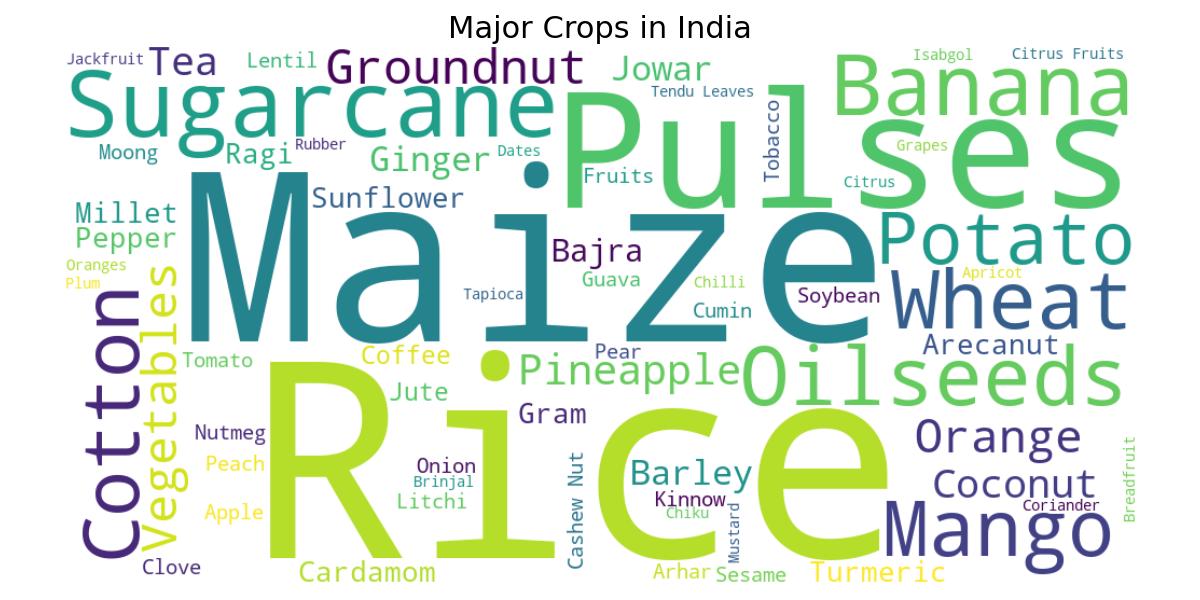 Major Crops in India
Jackfruit
Tea
Lentil
Groundnut
Jowar
Banana
Isabgol
Citrus Fruits
Sugarcane
Pulses
Tendu Leaves
Tobacco
Moong
Ragi
Rubber
Ginger
Dates
Fruits
Grapes
Citrus
Maize
Sunflower
Millet
Pepper
Potato
Bajra
Oranges
Plum
Guava
Chilli
Apricot
Tapioca
Soybean
Wheat
Cumin
Cotton
Vegetables
Tomato
Coffee
Pear
Arecanut
Pineapple
Oilseeds
Jute
Rice
Gram
Nutmeg
Orange
Peach
Onion
Brinjal
Barley
Coconut
Breadfruit
Litchi
Cashew Nut
Kinnow
Chiku
Coriander
Apple
Mustard
Mango
Clove
Cardamom
Arhar
Sesame
Turmeric